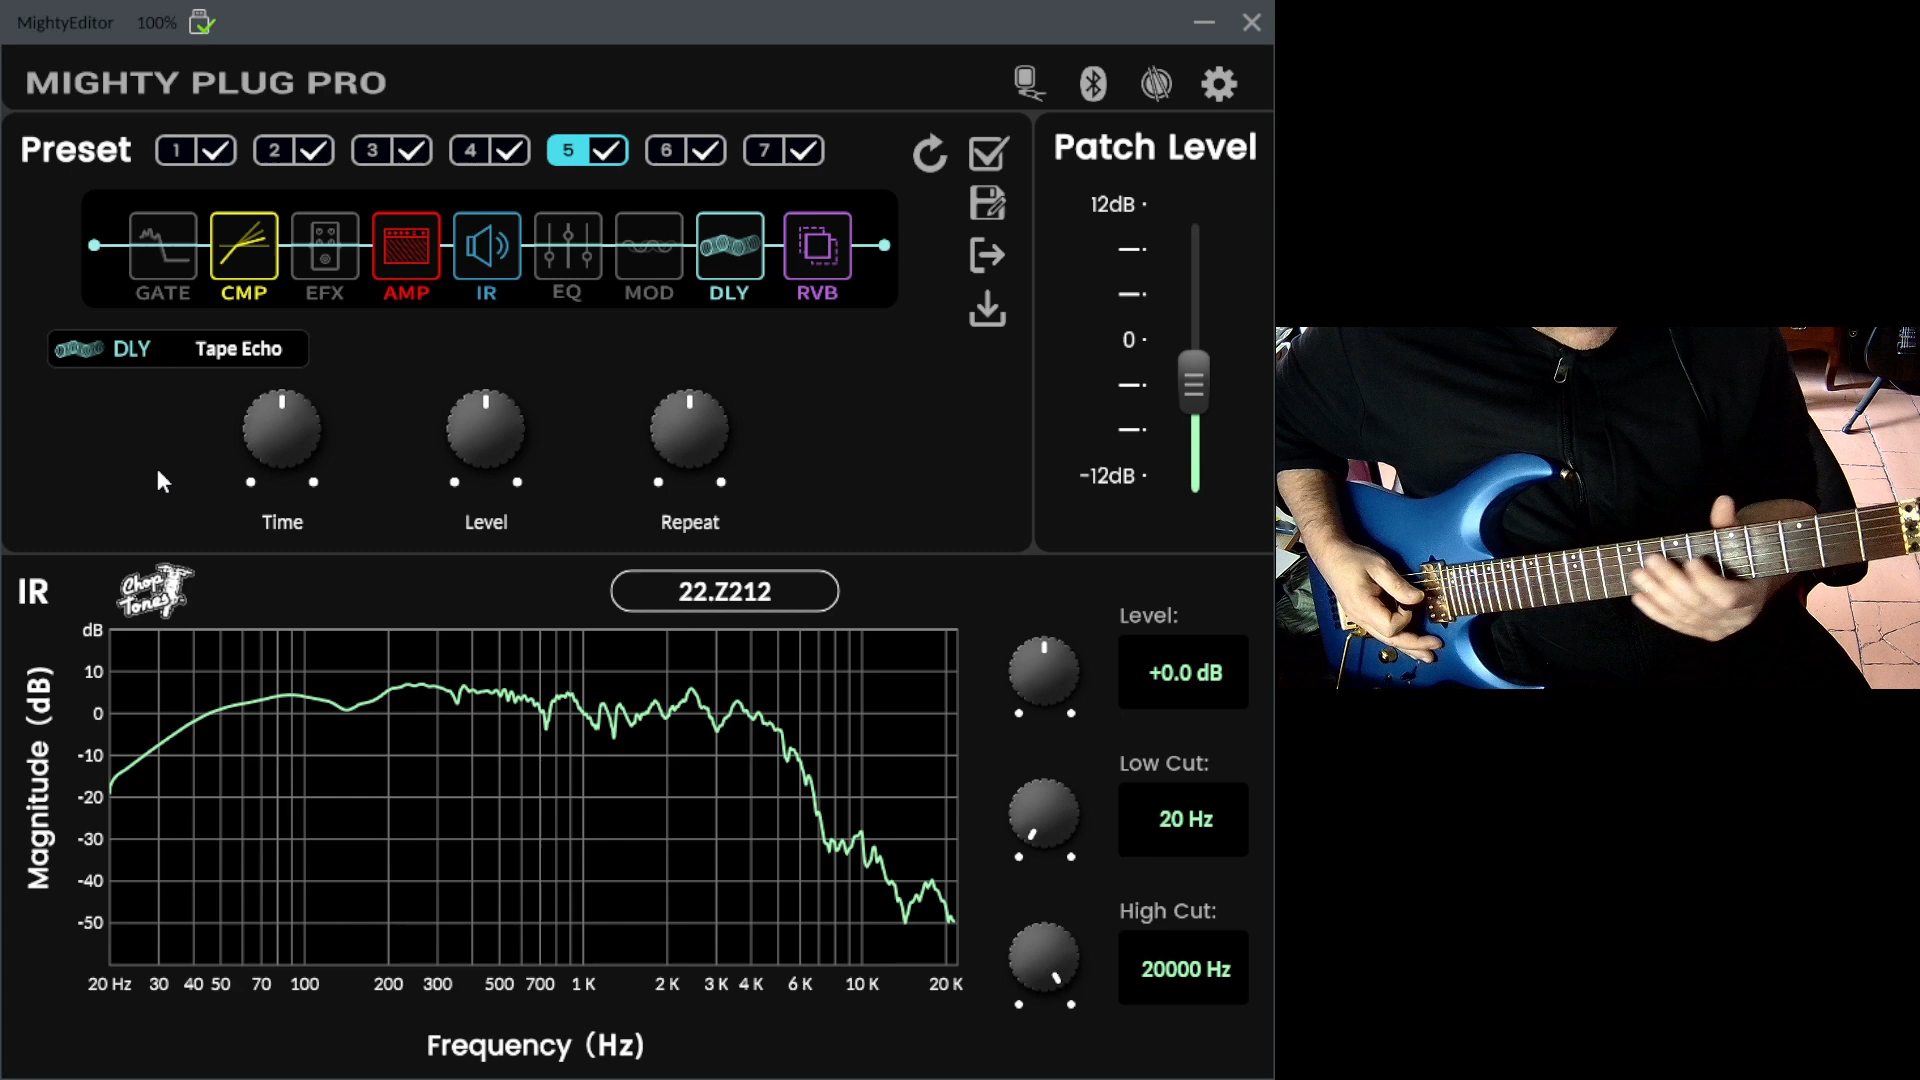 MightyEditor 100%
MIGHTY PLUG PRO
Preset 1 2 3 4 5 6 7
Patch Level
GATE CMP EFX AMP IR EQ MOD DLY RVB
12dB
0
-12dB
DLY Tape Echo
Time Level Repeat
IR Chop Tones 22.Z212
Magnitude (dB)
dB
10
0
-10
-20
-30
-40
-50
20 Hz 30 40 50 70 100 200 300 500 700 1 K 2 K 3 K 4 K 6 K 10 K 20 K
Frequency (Hz)
Level:
+0.0 dB
Low Cut:
20 Hz
High Cut:
20000 Hz